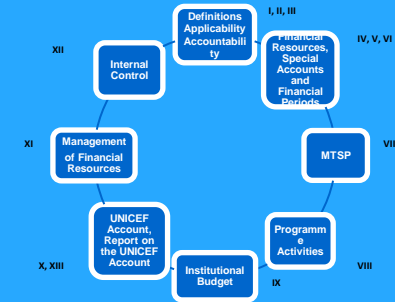 Definitions
Applicability
Accountabili
ty
I, II, III
Financial
Resources,
Special
Accounts
and
Financial
Periods
IV, V, VI
MTSP
VII
Programm
e
Activities
VIII
Institutional
Budget
IX
UNICEF
Account,
Report on
the UNICEF
Account
X, XIII
Management
of Financial
Resources
XI
Internal
Control
XII